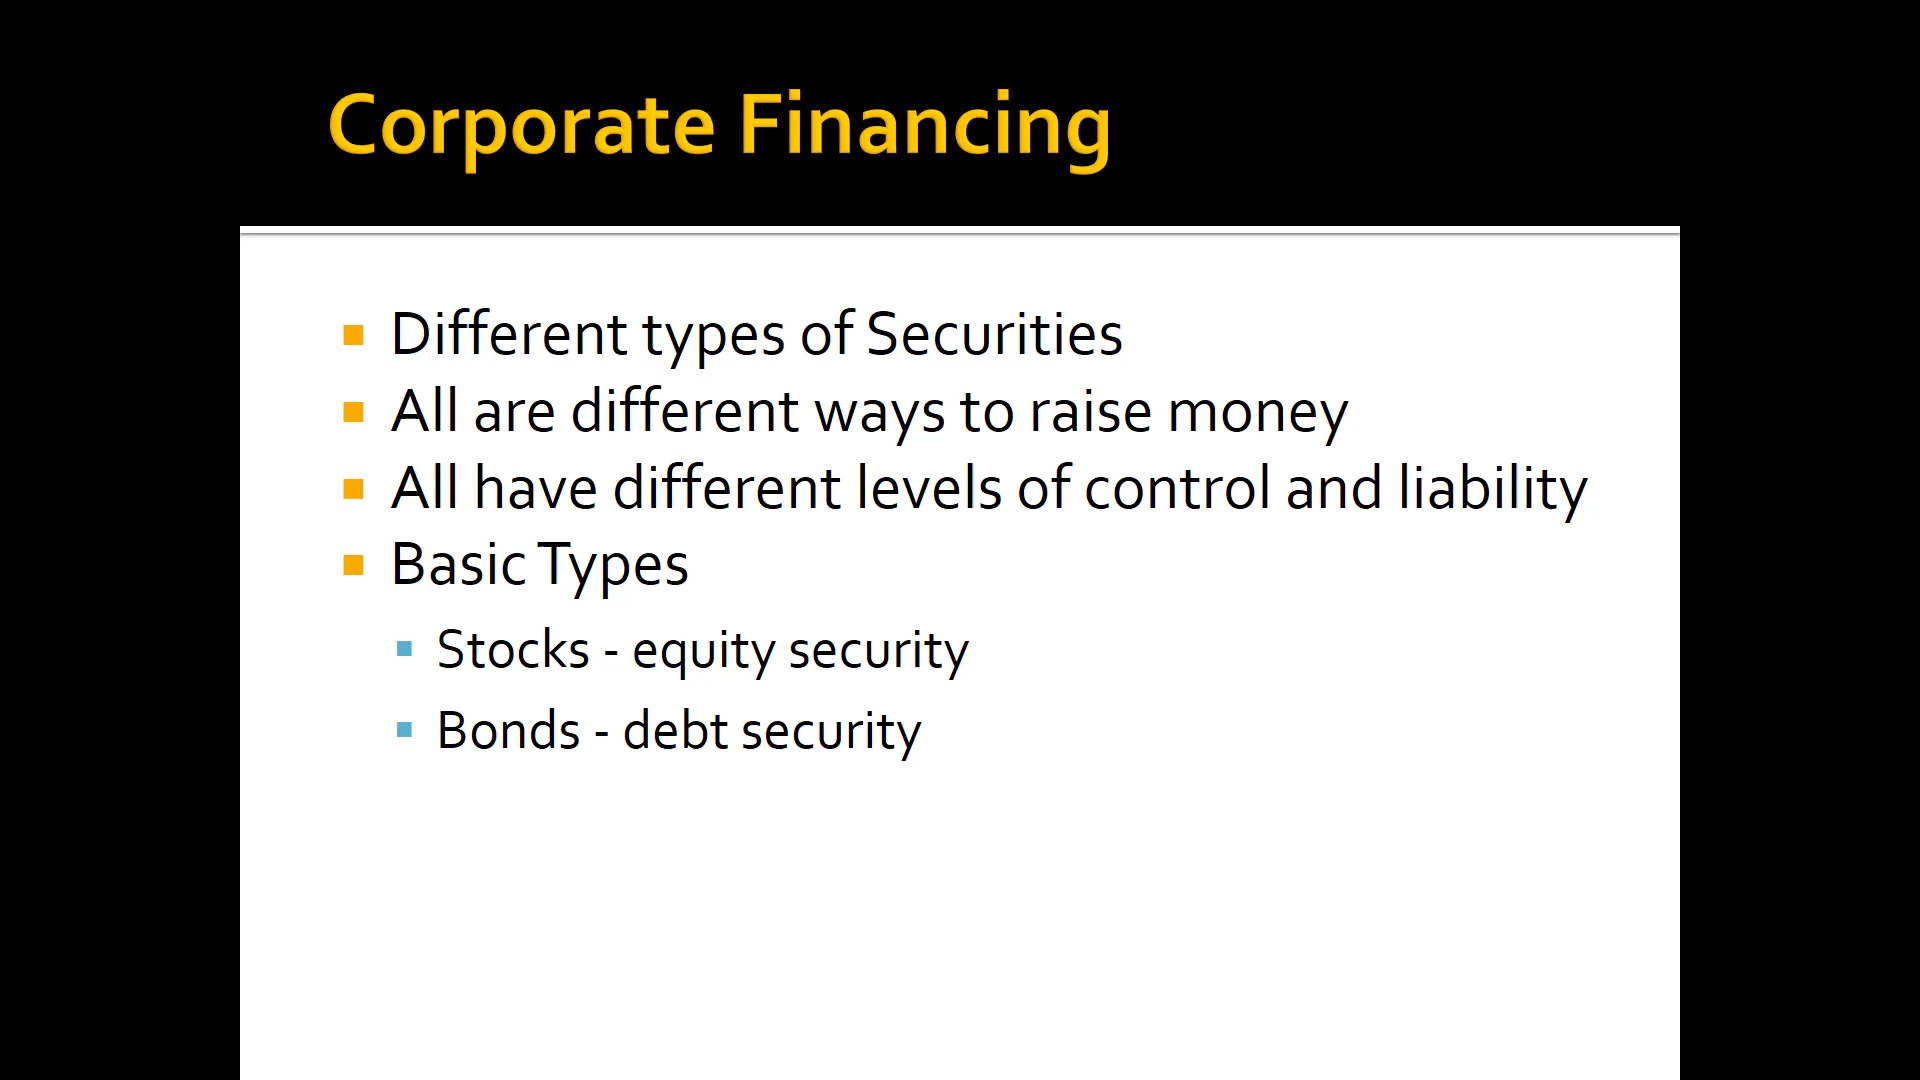 Corporate Financing
Different types of Securities
All are different ways to raise money
All have different levels of control and liability
Basic Types
Stocks - equity security
Bonds - debt security